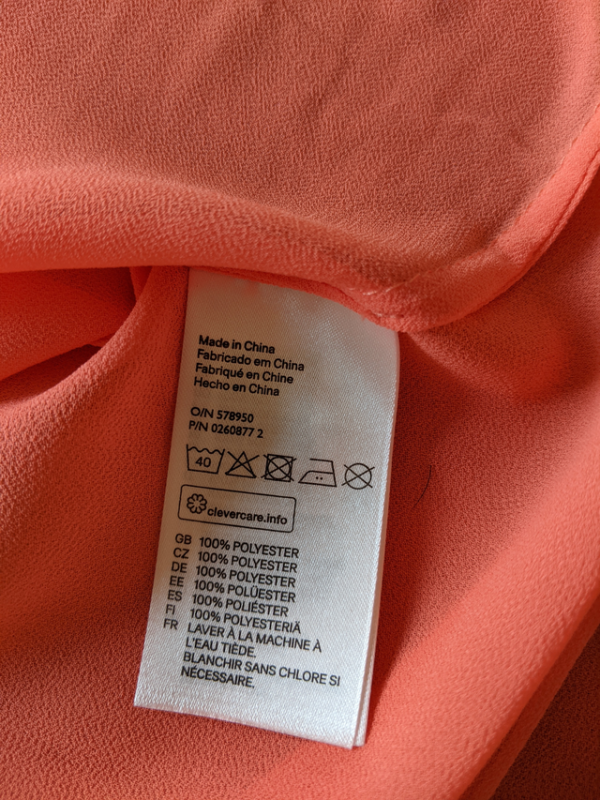 Made in China
Fabricado em China
Fabriqué en Chine
Hecho en China
O/N 578950
P/N 0260877 2
40
clevercare.info
GB 100% POLYESTER
CZ 100% POLYESTER
DE 100% POLYESTER
EE 100% POLÜESTER
ES 100% POLIÉSTER
FI 100% POLYESTERIÄ
FR LAVER À LA MACHINE À
L'EAU TIÈDE.
BLANCHIR SANS CHLORE SI
NÉCESSAIRE.